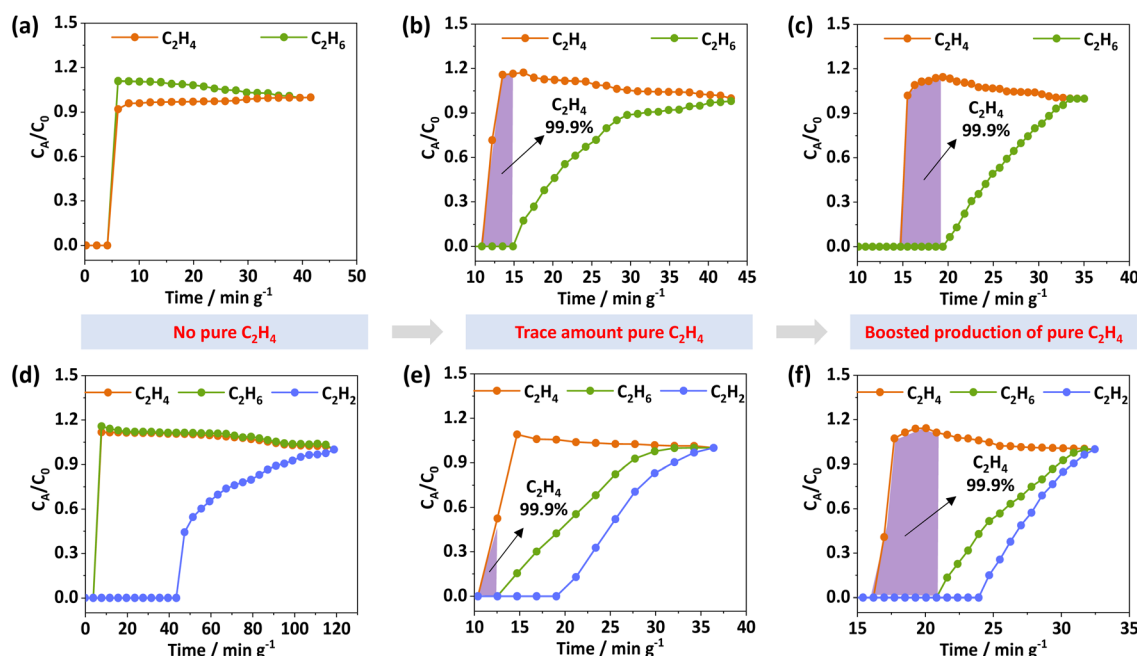 (a)
C₂H₄ C₂H₆
C_A/C₀
1.5
1.2
0.9
0.6
0.3
0.0
0 10 20 30 40 50
Time / min g⁻¹
(b)
C₂H₄ C₂H₆
C₂H₄
99.9%
C_A/C₀
1.5
1.2
0.9
0.6
0.3
0.0
10 15 20 25 30 35 40 45
Time / min g⁻¹
(c)
C₂H₄ C₂H₆
C₂H₄
99.9%
C_A/C₀
1.5
1.2
0.9
0.6
0.3
0.0
10 15 20 25 30 35 40
Time / min g⁻¹
No pure C₂H₄
Trace amount pure C₂H₄
Boosted production of pure C₂H₄
(d)
C₂H₄ C₂H₆ C₂H₂
C_A/C₀
1.5
1.2
0.9
0.6
0.3
0.0
0 20 40 60 80 100 120
Time / min g⁻¹
(e)
C₂H₄ C₂H₆ C₂H₂
C₂H₄
99.9%
C_A/C₀
1.5
1.2
0.9
0.6
0.3
0.0
10 15 20 25 30 35 40
Time / min g⁻¹
(f)
C₂H₄ C₂H₆ C₂H₂
C₂H₄
99.9%
C_A/C₀
1.5
1.2
0.9
0.6
0.3
0.0
15 20 25 30 35
Time / min g⁻¹